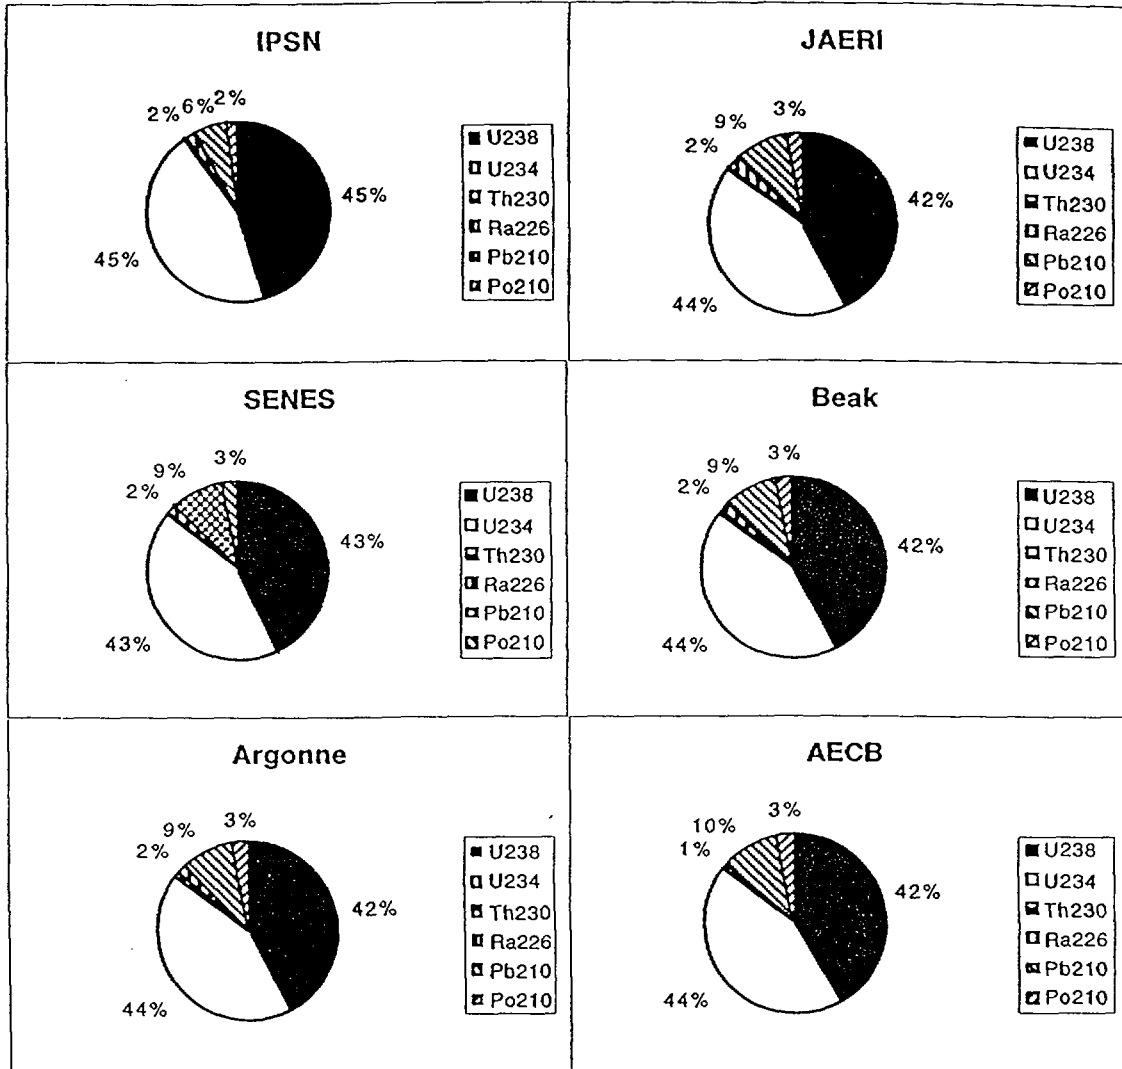 IPSN
2% 6% 2%
45%
45%
U238
U234
Th230
Ra226
Pb210
Po210
JAERI
3%
9%
2%
42%
44%
U238
U234
Th230
Ra226
Pb210
Po210
SENES
3%
9%
2%
43%
43%
U238
U234
Th230
Ra226
Pb210
Po210
Beak
3%
9%
2%
42%
44%
U238
U234
Th230
Ra226
Pb210
Po210
Argonne
3%
9%
2%
42%
44%
U238
U234
Th230
Ra226
Pb210
Po210
AECB
3%
10%
1%
42%
44%
U238
U234
Th230
Ra226
Pb210
Po210